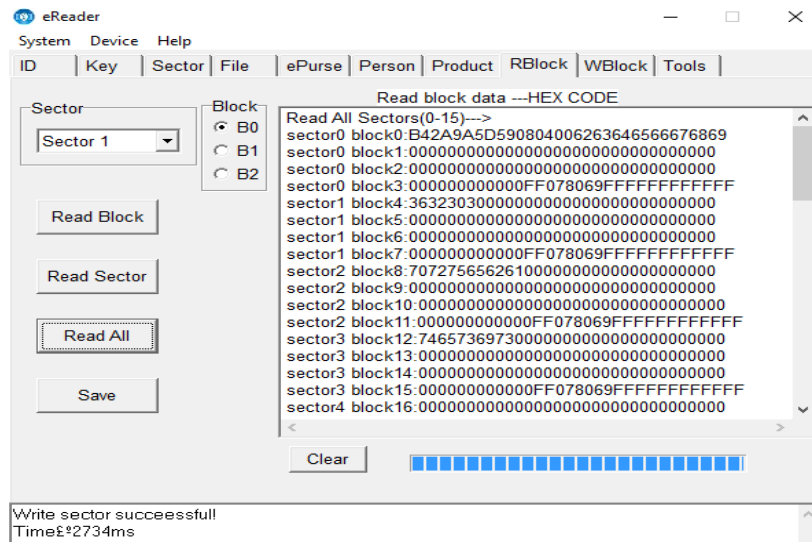 eReader
System Device Help
ID Key Sector File ePurse Person Product RBlock WBlock Tools
Sector
Sector 1
Block
B0
B1
B2
Read Block
Read Sector
Read All
Save
Read block data ---HEX CODE
Read All Sectors(0-15)--->
sector0 block0:B42A9A5D590804006263646566676869
sector0 block1:00000000000000000000000000000000
sector0 block2:00000000000000000000000000000000
sector0 block3:000000000000FF078069FFFFFFFFFFFF
sector1 block4:36323030000000000000000000000000
sector1 block5:00000000000000000000000000000000
sector1 block6:00000000000000000000000000000000
sector1 block7:000000000000FF078069FFFFFFFFFFFF
sector2 block8:70727565626100000000000000000000
sector2 block9:00000000000000000000000000000000
sector2 block10:00000000000000000000000000000000
sector2 block11:000000000000FF078069FFFFFFFFFFFF
sector3 block12:74657369730000000000000000000000
sector3 block13:00000000000000000000000000000000
sector3 block14:00000000000000000000000000000000
sector3 block15:000000000000FF078069FFFFFFFFFFFF
sector4 block16:00000000000000000000000000000000
Clear
Write sector succeessful!
Time£º2734ms